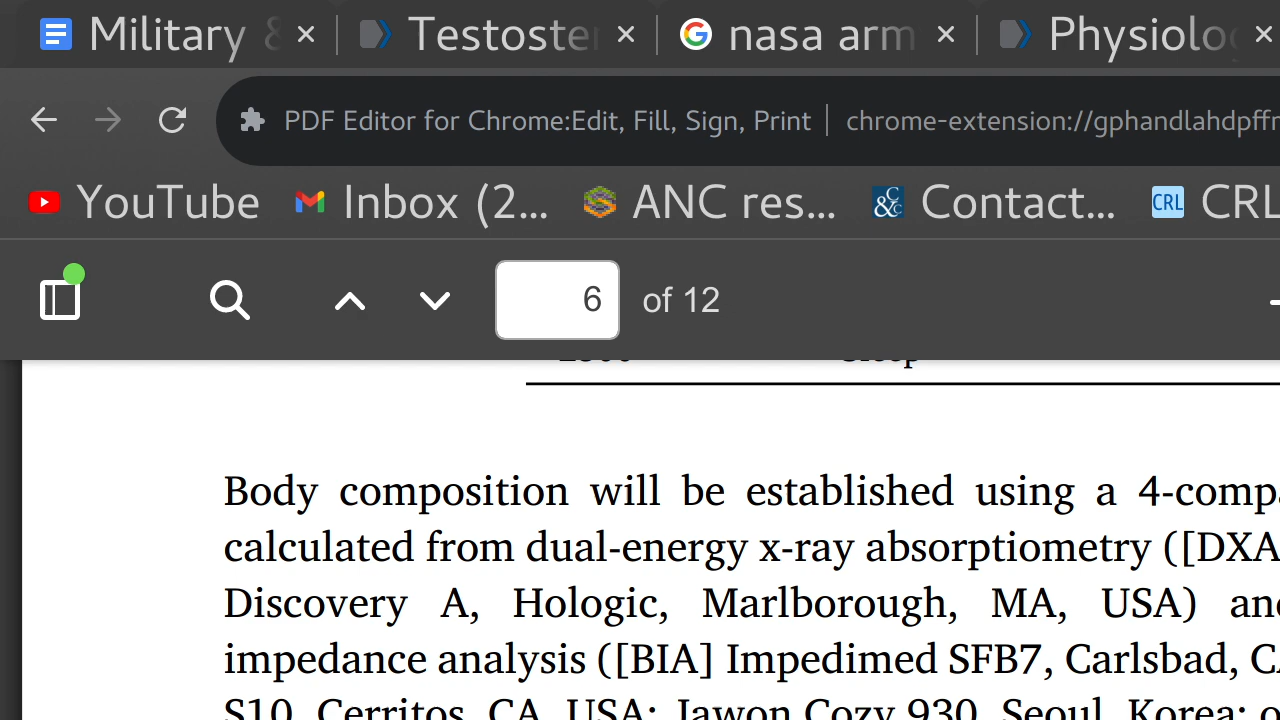 Military &
Testoster
nasa arm
Physiolo
PDF Editor for Chrome:Edit, Fill, Sign, Print
chrome-extension://gphandlahdpffr
YouTube
Inbox (2...
ANC res...
Contact...
CRL
6 of 12
Body composition will be established using a 4-compa
calculated from dual-energy x-ray absorptiometry ([DXA
Discovery A, Hologic, Marlborough, MA, USA) and
impedance analysis ([BIA] Impedimed SFB7, Carlsbad, CA
S10, Cerritos, CA, USA; Jawon Cozy 930, Seoul, Korea; o